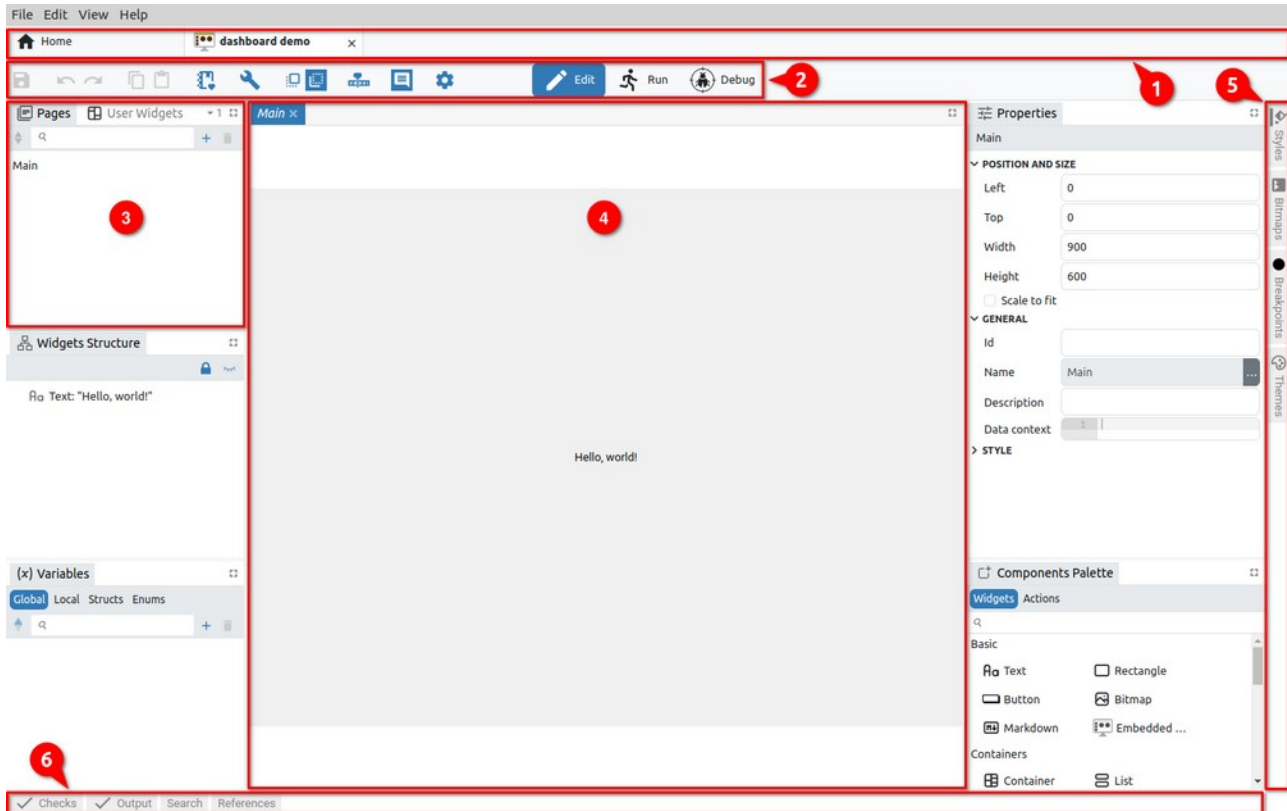 File Edit View Help
Home dashboard demo ×
Edit Run Debug
1
2
5
Pages User Widgets 1
Main ×
Properties
Main
Main
3
4
POSITION AND SIZE
Left 0
Top 0
Width 900
Height 600
Scale to fit
GENERAL
Id
Name Main ...
Description
Data context 1
STYLE
Styles
Bitmaps
Breakpoints
Themes
Widgets Structure
Aa Text: "Hello, world!"
Hello, world!
(x) Variables
Global Local Structs Enums
Components Palette
Widgets Actions
Basic
Aa Text Rectangle
Button Bitmap
Markdown Embedded ...
Containers
Container List
6
Checks Output Search References